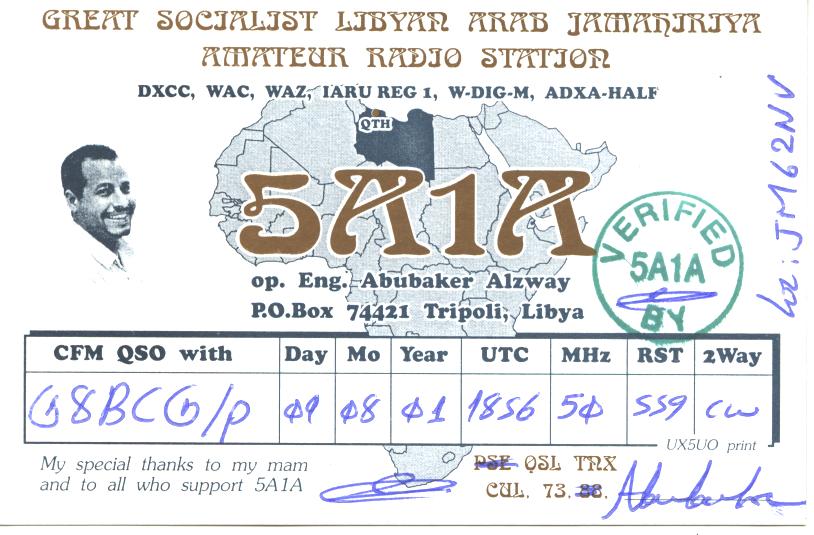 GREAT SOCIALIST LIBYAN ARAB JAMAHIRIYA
AMATEUR RADIO STATION
DXCC, WAC, WAZ, IARU REG 1, W-DIG-M, ADXA-HALF
QTH
5A1A
op. Eng. Abubaker Alzway
P.O.Box 74421 Tripoli, Libya
VERIFIED
5A1A
BY
loc: JM62NV
CFM QSO with Day Mo Year UTC MHz RST 2Way
G8BCG/p 09 08 01 1856 50 559 CW
UX5UO print
My special thanks to my mam
and to all who support 5A1A
PSE QSL TNX
CUL. 73. 88.